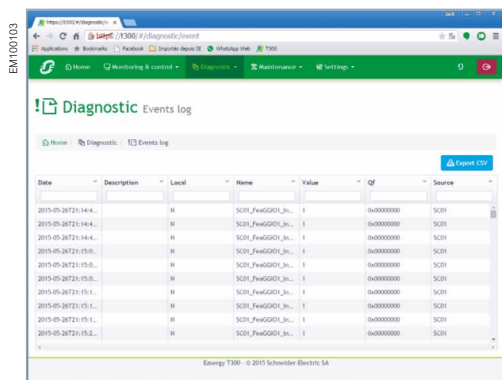 EM100103
https://t300/#/diagnostic/e
https://t300/#/diagnostic/event
Applications Bookmarks Facebook Importés depuis IE WhatsApp Web T300
Home Monitoring & control Diagnostic Maintenance Settings
Diagnostic Events log
Home / Diagnostic / Events log
Export CSV
Date Description Local Name Value Qf Source
2015-05-26T21:14:4... N SC01_FeaGGIO1_In... 1 0x00000000 SC01
2015-05-26T21:14:4... N SC01_FeaGGIO1_In... 1 0x00000000 SC01
2015-05-26T21:14:4... N SC01_FeaGGIO1_In... 1 0x00000000 SC01
2015-05-26T21:15:0... N SC01_FeaGGIO1_In... 1 0x00000000 SC01
2015-05-26T21:15:0... N SC01_FeaGGIO1_In... 1 0x00000000 SC01
2015-05-26T21:15:0... N SC01_FeaGGIO1_In... 1 0x00000000 SC01
2015-05-26T21:15:1... N SC01_FeaGGIO1_In... 1 0x00000000 SC01
2015-05-26T21:15:1... N SC01_FeaGGIO1_In... 1 0x00000000 SC01
2015-05-26T21:15:1... N SC01_FeaGGIO1_In... 1 0x00000000 SC01
2015-05-26T21:15:2... N SC01_FeaGGIO1_In... 1 0x00000000 SC01
Easergy T300 - © 2015 Schneider-Electric SA